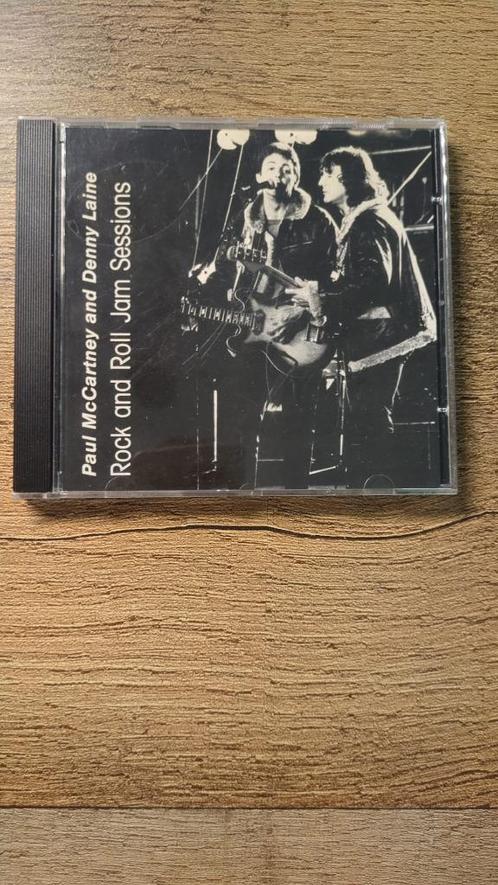 Paul McCartney and Denny Laine
Rock and Roll Jam Sessions